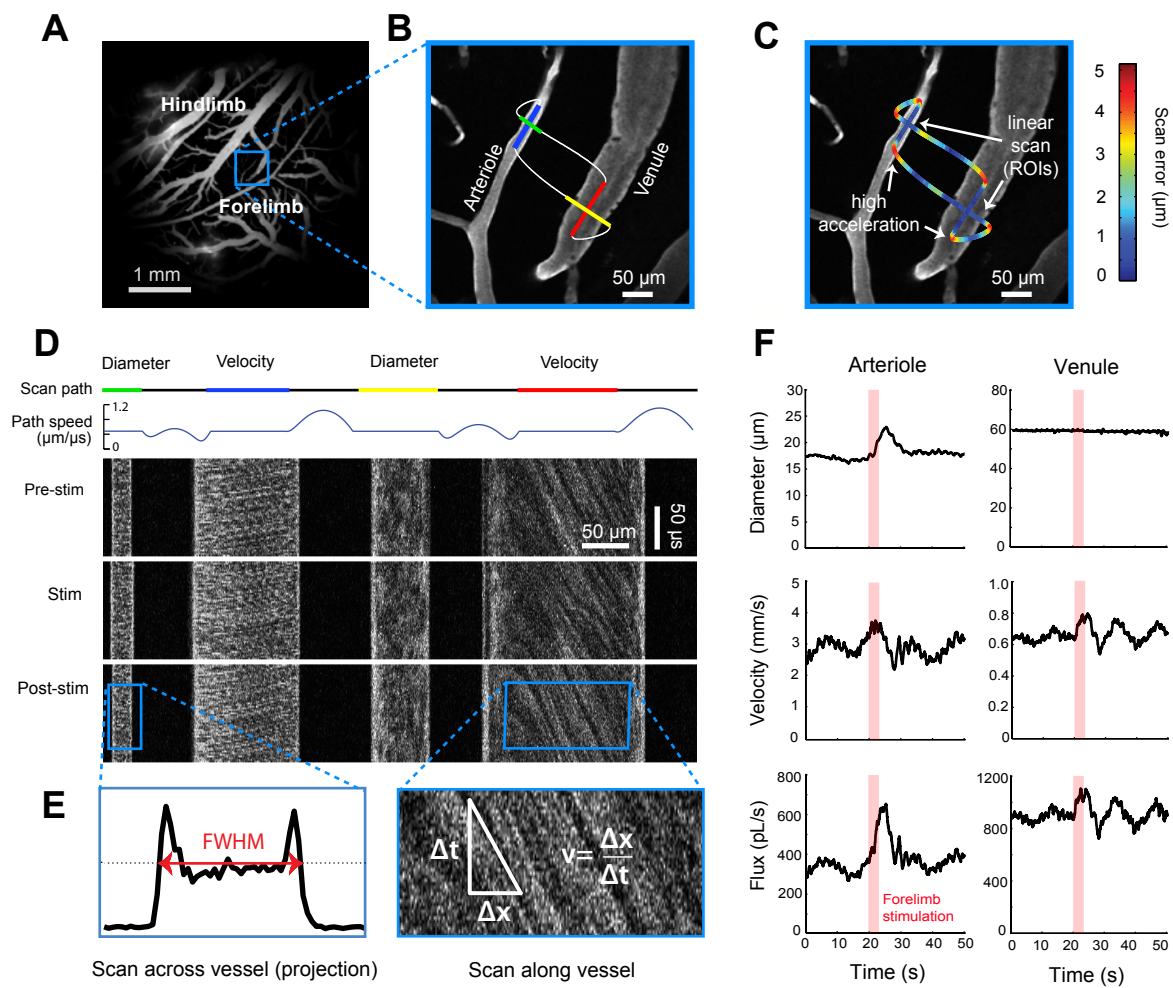 A
Hindlimb
Forelimb
1 mm
B
Arteriole
Venule
50 µm
C
linear
scan
(ROIs)
high
acceleration
50 µm
5
4
3
2
1
0
Scan error (µm)
D
Diameter
Velocity
Diameter
Velocity
Scan path
Path speed
(µm/µs)
1.2
0
Pre-stim
50 µm
50 µs
Stim
Post-stim
E
FWHM
Scan across vessel (projection)
Δt
Δx
v= Δx
Δt
Scan along vessel
F
Arteriole
Venule
Diameter (µm)
30
25
20
15
10
5
0
80
60
40
20
0
Velocity (mm/s)
5
4
3
2
1
0
1.0
0.8
0.6
0.4
0.2
0
Flux (pL/s)
800
600
400
200
0
Forelimb
stimulation
1200
800
400
0
0 10 20 30 40 50
Time (s)
0 10 20 30 40 50
Time (s)